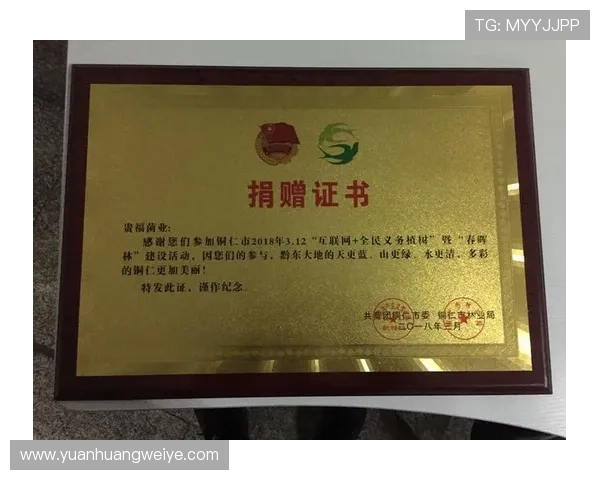 TG: MYYJJPP
捐赠证书
贵福菌业:
感谢您们参加铜仁市2018年3.12“互联网+全民义务植树”暨“春晖
林”建设活动，因您们的参与，黔东大地的天更蓝、山更绿、水更清，多彩
的铜仁更加美丽！
特发此证，谨作纪念。
共青团铜仁市委 铜仁市林业局
二〇一八年三月
www.yuanhuangweiye.com